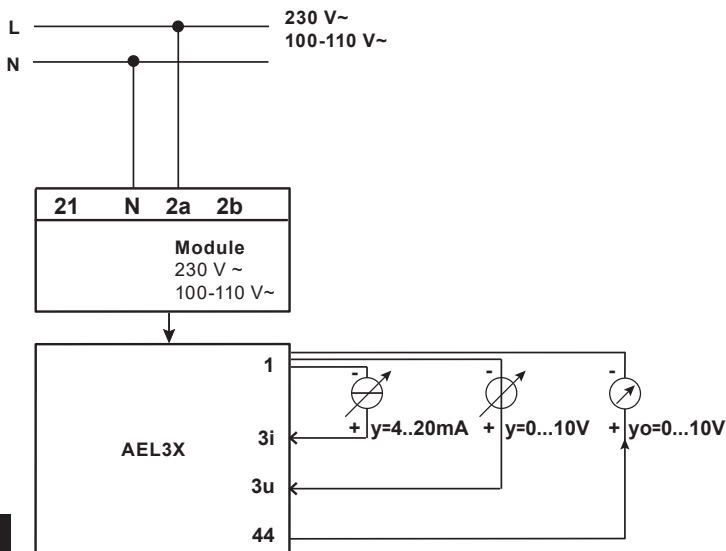 L
230 V~
100-110 V~
N
21 N 2a 2b
Module
230 V ~
100-110 V~
1
- - -
3i
+ y=4..20mA + y=0...10V + yo=0...10V
AEL3X
3u
44